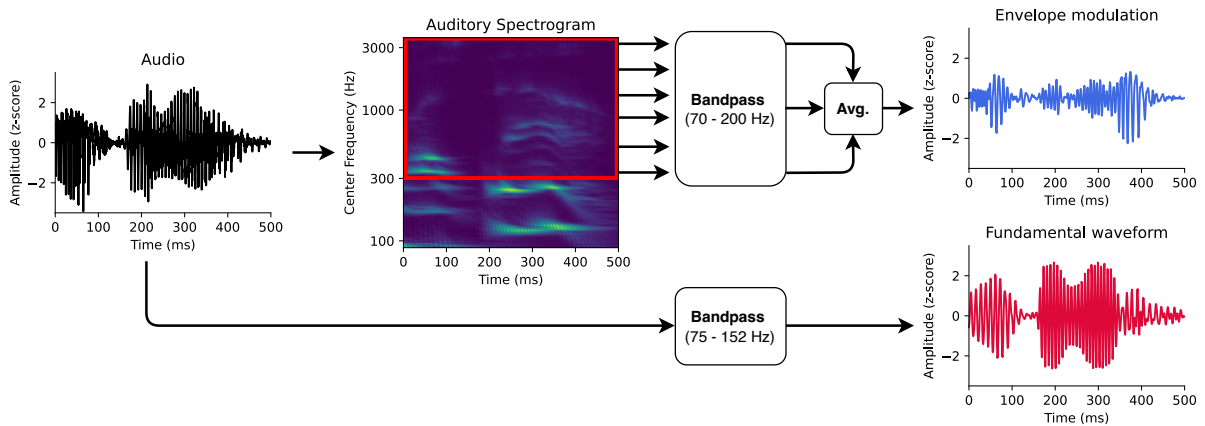 Audio
Amplitude (z-score)
2
0
−2
0 100 200 300 400 500
Time (ms)
Auditory Spectrogram
Center Frequency (Hz)
3000
1000
300
100
0 100 200 300 400 500
Time (ms)
Bandpass
(70 - 200 Hz)
Avg.
Envelope modulation
Amplitude (z-score)
2
0
−2
0 100 200 300 400 500
Time (ms)
Bandpass
(75 - 152 Hz)
Fundamental waveform
Amplitude (z-score)
2
0
−2
0 100 200 300 400 500
Time (ms)